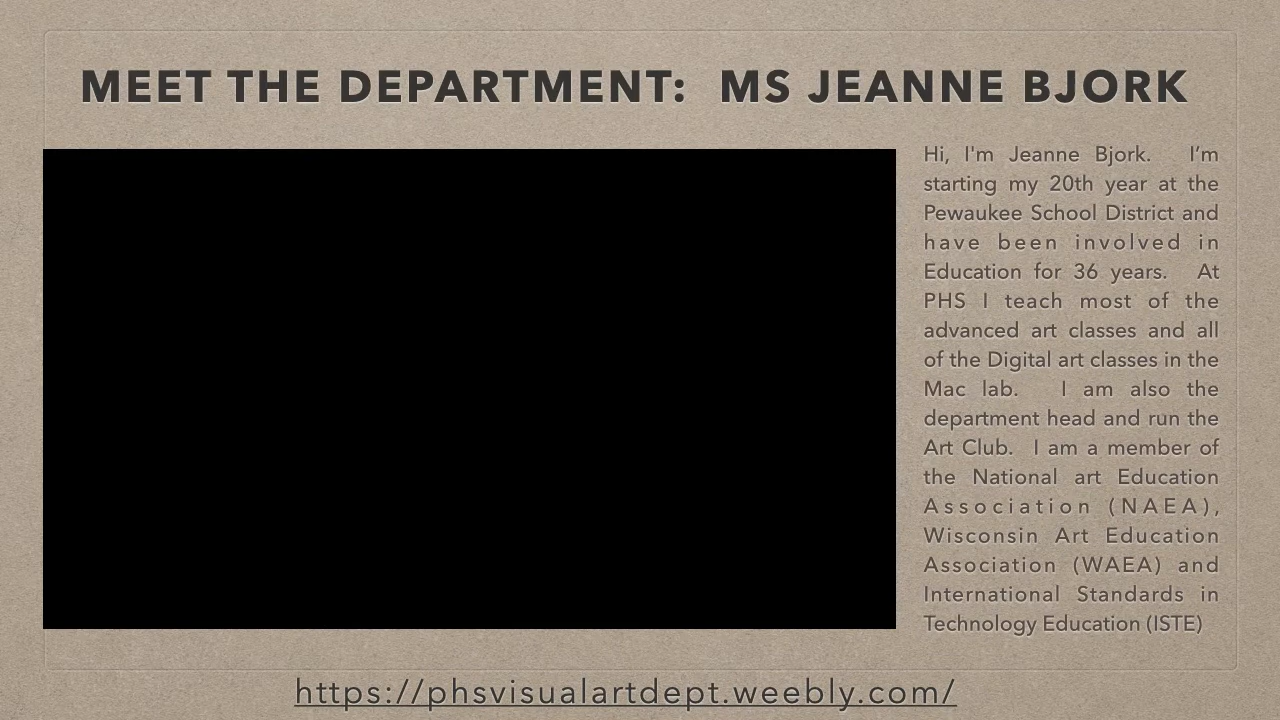 MEET THE DEPARTMENT: MS JEANNE BJORK
Hi, I'm Jeanne Bjork. I’m
starting my 20th year at the
Pewaukee School District and
have been involved in
Education for 36 years. At
PHS I teach most of the
advanced art classes and all
of the Digital art classes in the
Mac lab. I am also the
department head and run the
Art Club. I am a member of
the National art Education
Association (NAEA),
Wisconsin Art Education
Association (WAEA) and
International Standards in
Technology Education (ISTE)
https://phsvisualartdept.weebly.com/